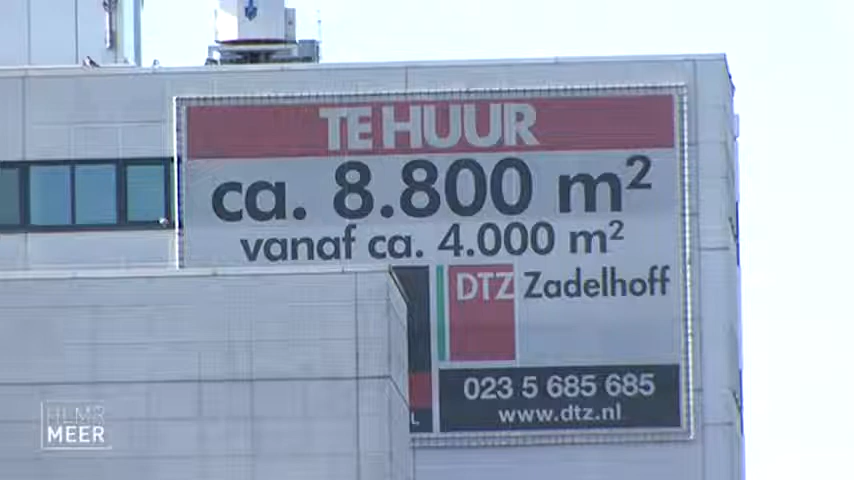 TE HUUR
ca. 8.800 m²
vanaf ca. 4.000 m²
DTZ Zadelhoff
023 5 685 685
www.dtz.nl
HLMR
MEER